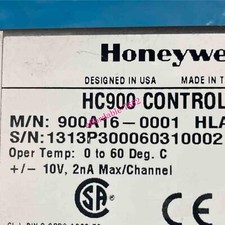 Honeywe
DESIGNED IN USA MADE IN T
HC900 CONTROL
M/N: 900A16-0001 HLA
S/N: 1313P300060310002
Oper Temp: 0 to 60 Deg. C
+/- 10V, 2nA Max/Channel